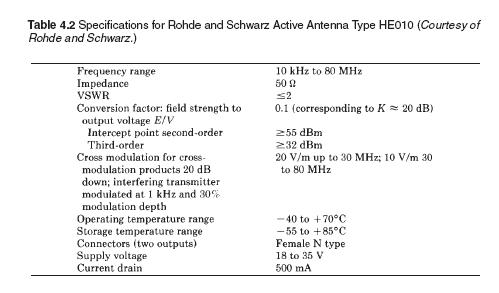 Table 4.2 Specifications for Rohde and Schwarz Active Antenna Type HE010 (Courtesy of
Rohde and Schwarz.)
Frequency range 10 kHz to 80 MHz
Impedance 50 Ω
VSWR ≤2
Conversion factor: field strength to 0.1 (corresponding to K ≈ 20 dB)
output voltage E/V
Intercept point second-order ≥55 dBm
Third-order ≥32 dBm
Cross modulation for cross- 20 V/m up to 30 MHz; 10 V/m 30
modulation products 20 dB to 80 MHz
down; interfering transmitter
modulated at 1 kHz and 30%
modulation depth
Operating temperature range −40 to +70°C
Storage temperature range −55 to +85°C
Connectors (two outputs) Female N type
Supply voltage 18 to 35 V
Current drain 500 mA